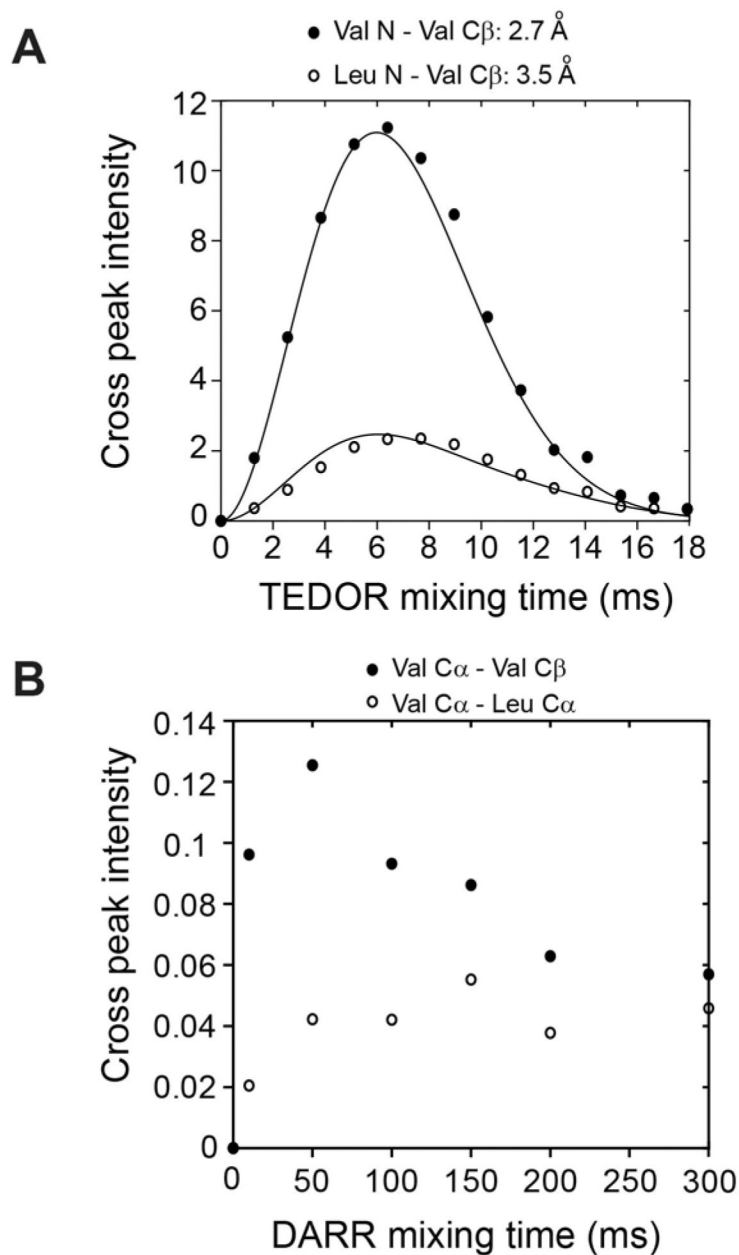 A
● Val N - Val Cβ: 2.7 Å
○ Leu N - Val Cβ: 3.5 Å
12
10
8
6
4
2
0
Cross peak intensity
0 2 4 6 8 10 12 14 16 18
TEDOR mixing time (ms)
B
● Val Cα - Val Cβ
○ Val Cα - Leu Cα
0.14
0.12
0.1
0.08
0.06
0.04
0.02
0
Cross peak intensity
0 50 100 150 200 250 300
DARR mixing time (ms)